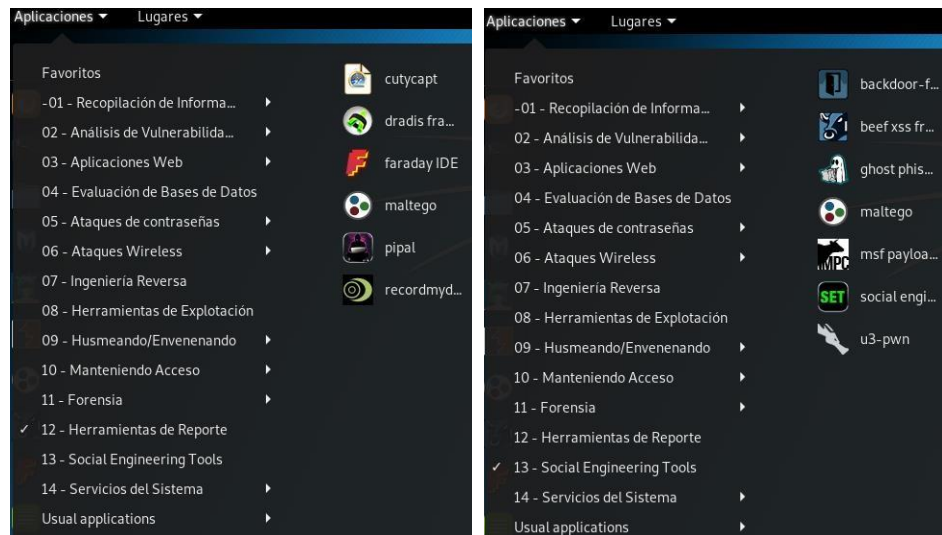 Aplicaciones Lugares
Favoritos
-01 - Recopilación de Informa...
02 - Análisis de Vulnerabilida...
03 - Aplicaciones Web
04 - Evaluación de Bases de Datos
05 - Ataques de contraseñas
06 - Ataques Wireless
07 - Ingeniería Reversa
08 - Herramientas de Explotación
09 - Husmeando/Envenenando
10 - Manteniendo Acceso
11 - Forensia
12 - Herramientas de Reporte
13 - Social Engineering Tools
14 - Servicios del Sistema
Usual applications
cutycapt
dradis fra...
faraday IDE
maltego
pipal
recordmyd...
Aplicaciones Lugares
Favoritos
-01 - Recopilación de Informa...
02 - Análisis de Vulnerabilida...
03 - Aplicaciones Web
04 - Evaluación de Bases de Datos
05 - Ataques de contraseñas
06 - Ataques Wireless
07 - Ingeniería Reversa
08 - Herramientas de Explotación
09 - Husmeando/Envenenando
10 - Manteniendo Acceso
11 - Forensia
12 - Herramientas de Reporte
13 - Social Engineering Tools
14 - Servicios del Sistema
Usual applications
backdoor-f...
beef xss fr...
ghost phis...
maltego
MPC
msf payloa...
SET
social engi...
u3-pwn